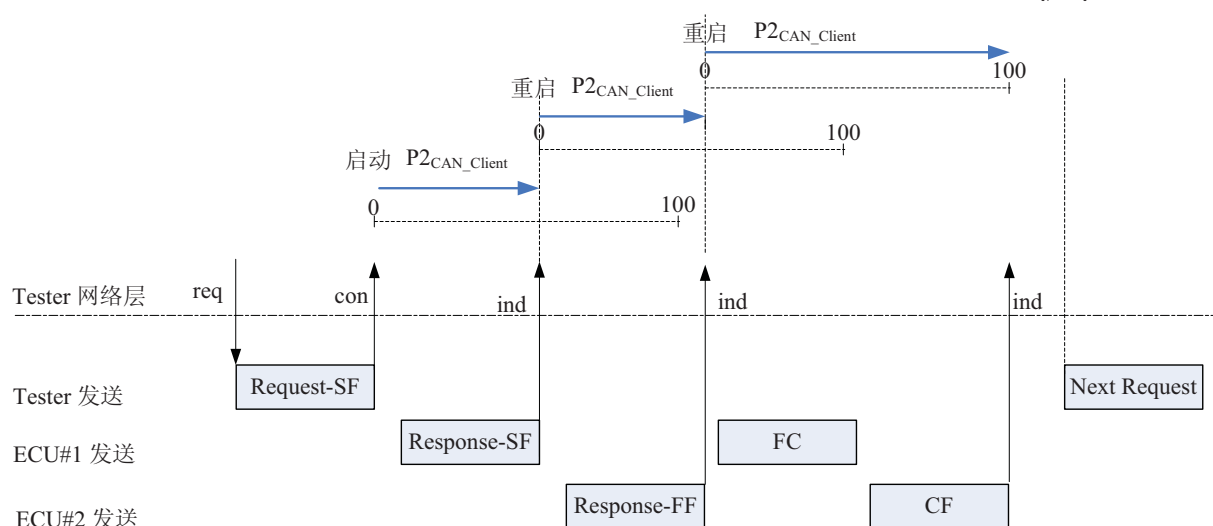 重启 P2CAN_Client
0 100
重启 P2CAN_Client
0 100
启动 P2CAN_Client
0 100
Tester 网络层 req con ind ind ind
Tester 发送 Request-SF Next Request
ECU#1 发送 Response-SF FC
ECU#2 发送 Response-FF CF